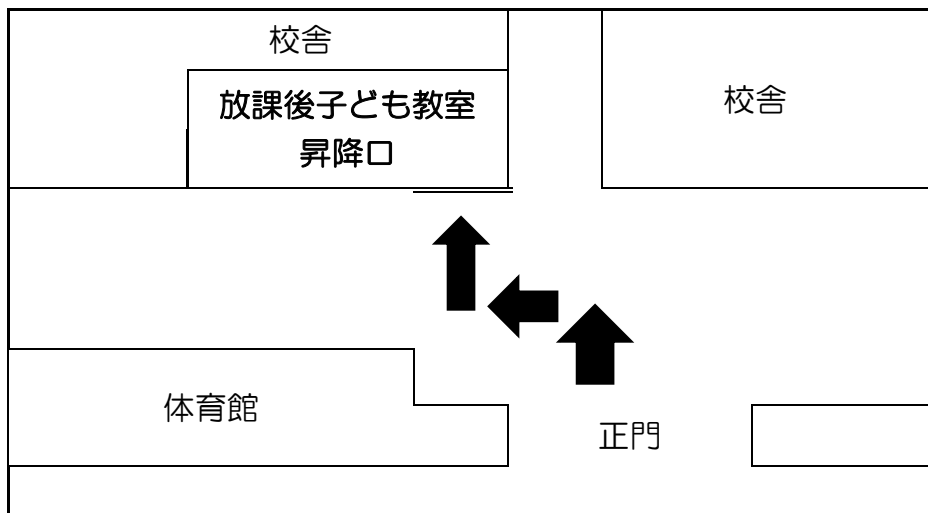 校舎
放課後子ども教室
昇降口
校舎
体育館
正門